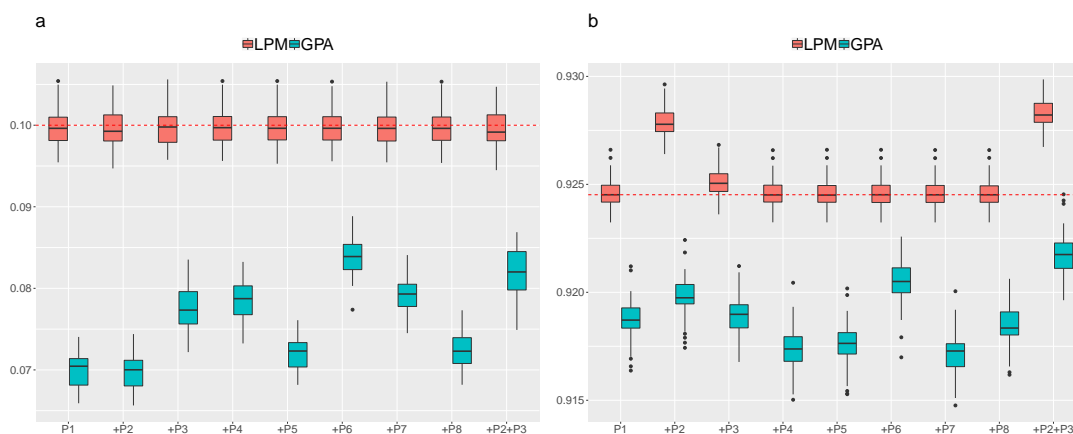 a
LPM GPA
0.10
0.09
0.08
0.07
P1 +P2 +P3 +P4 +P5 +P6 +P7 +P8 +P2+P3
b
LPM GPA
0.930
0.925
0.920
0.915
P1 +P2 +P3 +P4 +P5 +P6 +P7 +P8 +P2+P3